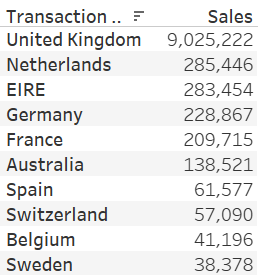 Transaction .. Sales
United Kingdom 9,025,222
Netherlands 285,446
EIRE 283,454
Germany 228,867
France 209,715
Australia 138,521
Spain 61,577
Switzerland 57,090
Belgium 41,196
Sweden 38,378